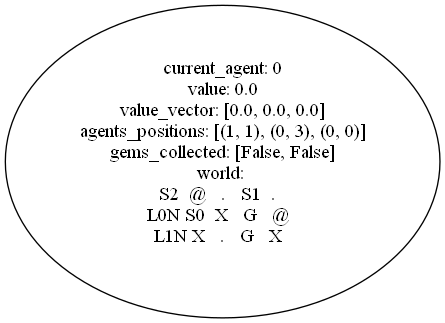 current_agent: 0
value: 0.0
value_vector: [0.0, 0.0, 0.0]
agents_positions: [(1, 1), (0, 3), (0, 0)]
gems_collected: [False, False]
world:
S2 @ . S1 .
L0N S0 X G @
L1N X . G X